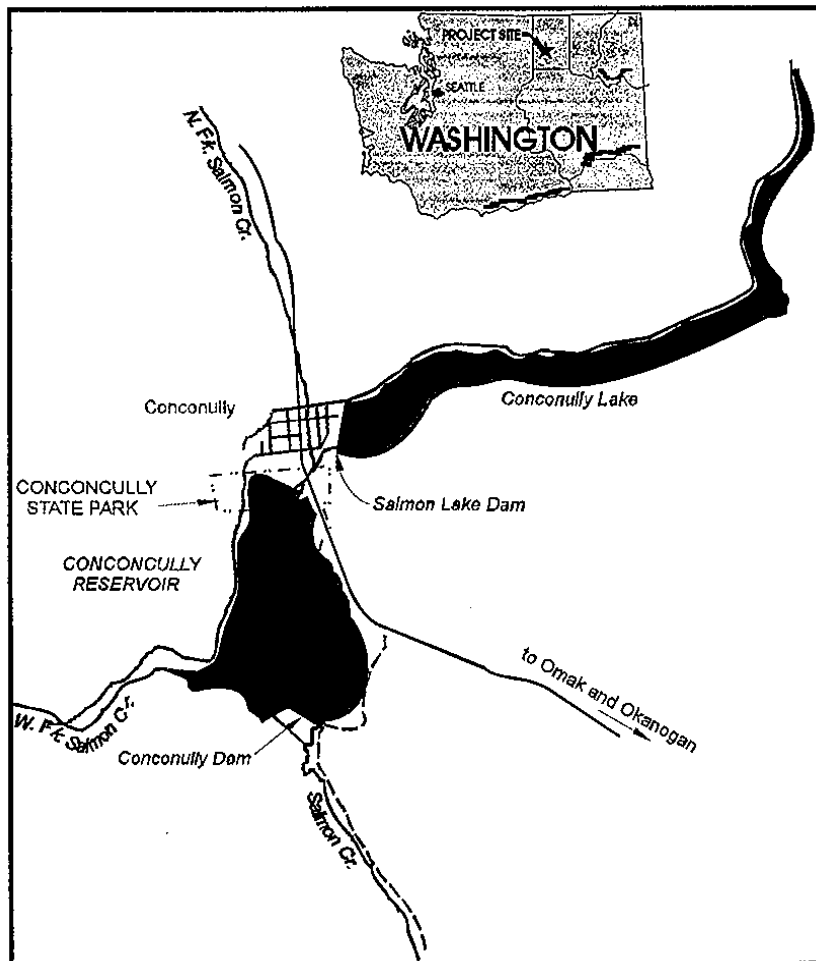 PROJECT SITE
SEATTLE
WASHINGTON
N. Fk. Salmon Cr.
Conconully Lake
Conconully
Salmon Lake Dam
CONCONCULLY
STATE PARK
CONCONCULLY
RESERVOIR
to Omak and Okanogan
W. Fk. Salmon Cr.
Conconully Dam
Salmon Cr.